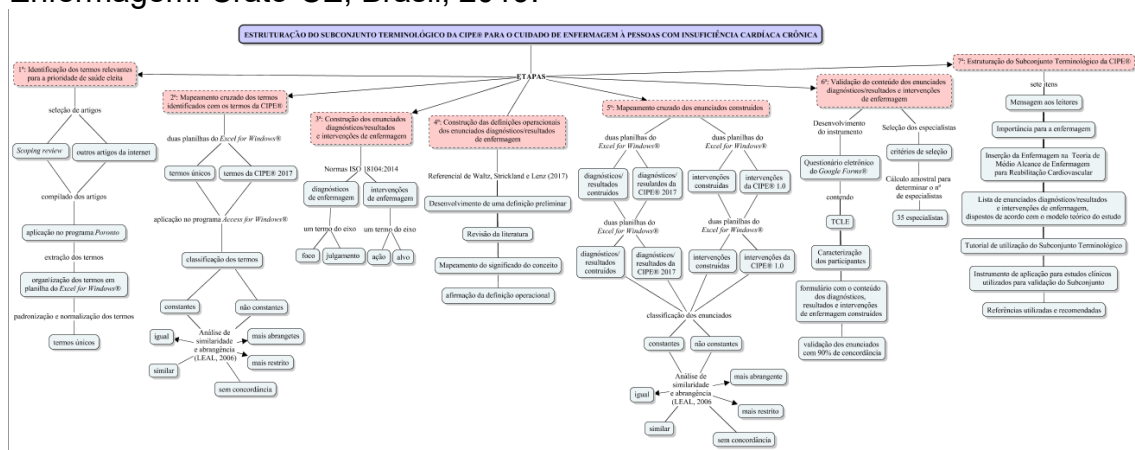 Enfermagem. Crato-CE, Brasil, 2019.
ESTRUTURAÇÃO DO SUBCONJUNTO TERMINOLÓGICO DA CIPE® PARA O CUIDADO DE ENFERMAGEM À PESSOAS COM INSUFICIÊNCIA CARDÍACA CRÔNICA
ETAPAS
1ª: Identificação dos termos relevantes
para a prioridade de saúde eleita
seleção de artigos
Scoping review
outros artigos da internet
compilado dos artigos
aplicação no programa Poronto
extração dos termos
organização dos termos em
planilha do Excel for Windows®
padronização e normalização dos termos
termos únicos
2ª: Mapeamento cruzado dos termos
identificados com os termos da CIPE®
duas planilhas do Excel for Windows®
termos únicos
termos da CIPE® 2017
aplicação no programa Access for Windows®
classificação dos termos
constantes
não constantes
Análise de
similaridade
e abrangência
(LEAL, 2006)
igual
similar
mais abrangetes
mais restrito
sem concordância
3ª: Construção dos enunciados
diagnósticos/resultados
e intervenções de enfermagem
Normas ISO 18104:2014
diagnósticos
de enfermagem
intervenções
de enfermagem
um termo do eixo
um termo do eixo
foco
julgamento
ação
alvo
4ª: Construção das definições operacionais
dos enunciados diagnósticos/resultados
de enfermagem
Referencial de Waltz, Strickland e Lenz (2017)
Desenvolvimento de uma definição preliminar
Revisão da literatura
Mapeamento do significado do conceito
afirmação da definição operacional
5ª: Mapeamento cruzado dos enunciados construídos
duas planilhas do
Excel for Windows®
duas planilhas do
Excel for Windows®
diagnósticos/
resultados
contruídos
diagnósticos/
resulardos da
CIPE® 2017
intervenções
construídas
intervenções
da CIPE® 1.0
duas planilhas do
Excel for Windows®
duas planilhas do
Excel for Windows®
diagnósticos/
resultados
contruídos
diagnósticos/
resultados da
CIPE® 2017
intervenções
construídas
intervenções da
CIPE® 1.0
classificação dos enunciados
constantes
não constantes
Análise de
similaridade
e abrangência
(LEAL, 2006
igual
similar
mais abrangente
mais restrito
sem concordância
6ª: Validação do conteúdo dos enunciados
diagnósticos/resultados e intervenções
de enfermagem
Desenvolvimento
do instrumento
Questionário eletrônico
do Google Forms®
contendo
TCLE
Caracterização
dos participantes
formulário com o conteúdo
dos diagnósticos,
resultados e intervenções
de enfermagem construídos
validação dos enunciados
com 90% de concordância
Seleção dos especialistas
critérios de seleção
Cálculo amostral para
determinar o nº
de especialistas
35 especialistas
7ª: Estruturação do Subconjunto Terminológico da CIPE®
sete itens
Mensagem aos leitores
Importância para a enfermagem
Inserção da Enfermagem na Teoria de
Médio Alcance de Enfermagem
para Reabilitação Cardiovascular
Lista de enunciados diagnósticos/resultados
e intervenções de enfermagem,
dispostos de acordo com o modelo teórico do estudo
Tutorial de utilização do Subconjunto Terminológico
Instrumento de aplicação para estudos clínicos
utilizados para validação do Subconjunto
Referências utilizadas e recomendadas